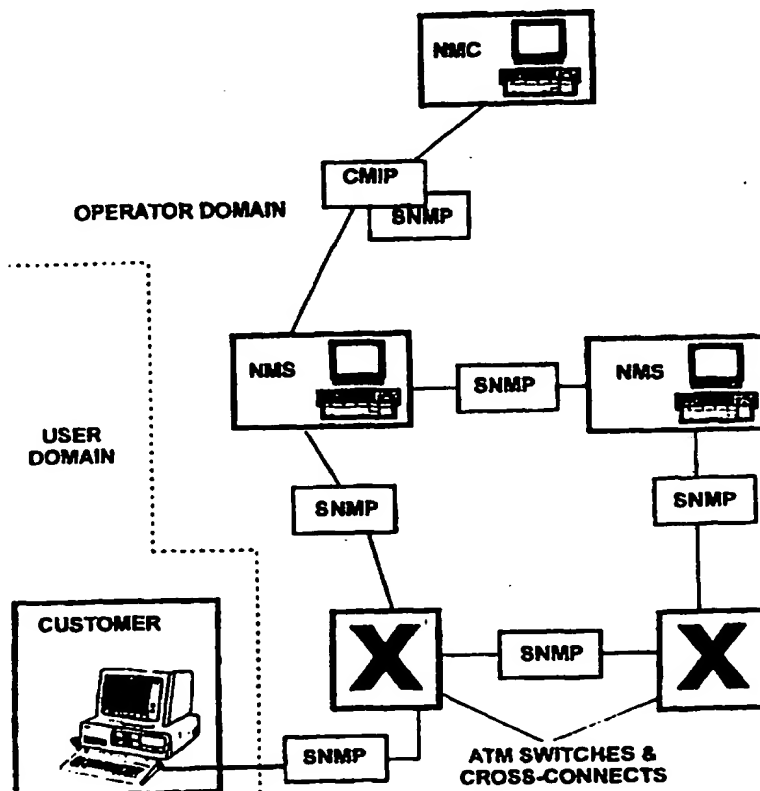 NMC
CMIP
OPERATOR DOMAIN
SNMP
NMS
SNMP
NMS
USER
DOMAIN
SNMP
SNMP
CUSTOMER
X
SNMP
X
SNMP
ATM SWITCHES &
CROSS-CONNECTS